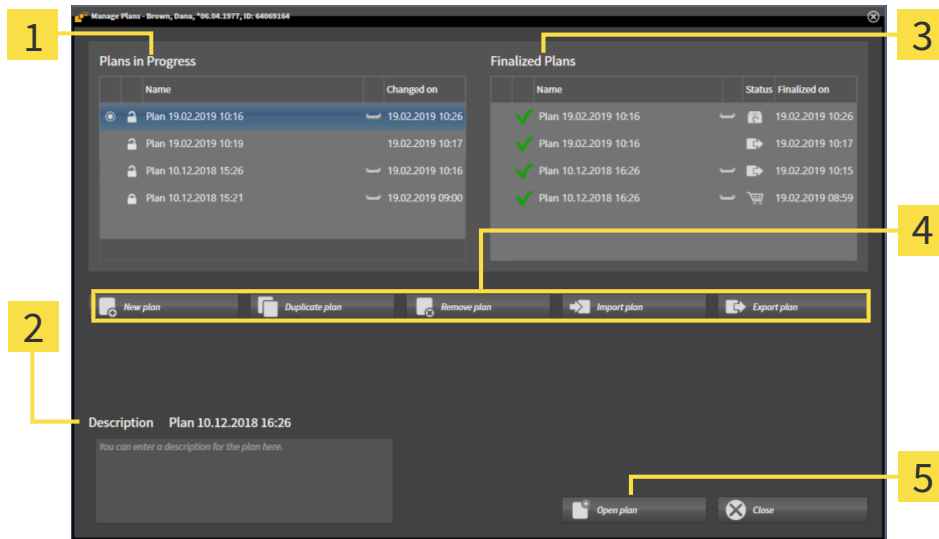 Manage Plans - Brown, Dana, *06.04.1977, ID: 64069164
1
3
Plans in Progress
Name Changed on
Plan 19.02.2019 10:16 19.02.2019 10:26
Plan 19.02.2019 10:19 19.02.2019 10:17
Plan 10.12.2018 15:26 19.02.2019 10:16
Plan 10.12.2018 15:21 19.02.2019 09:00
Finalized Plans
Name Status Finalized on
Plan 19.02.2019 10:16 19.02.2019 10:26
Plan 19.02.2019 10:16 19.02.2019 10:17
Plan 10.12.2018 16:26 19.02.2019 10:15
Plan 10.12.2018 16:26 19.02.2019 08:59
4
New plan Duplicate plan Remove plan Import plan Export plan
2
Description Plan 10.12.2018 16:26
You can enter a description for the plan here.
5
Open plan Close